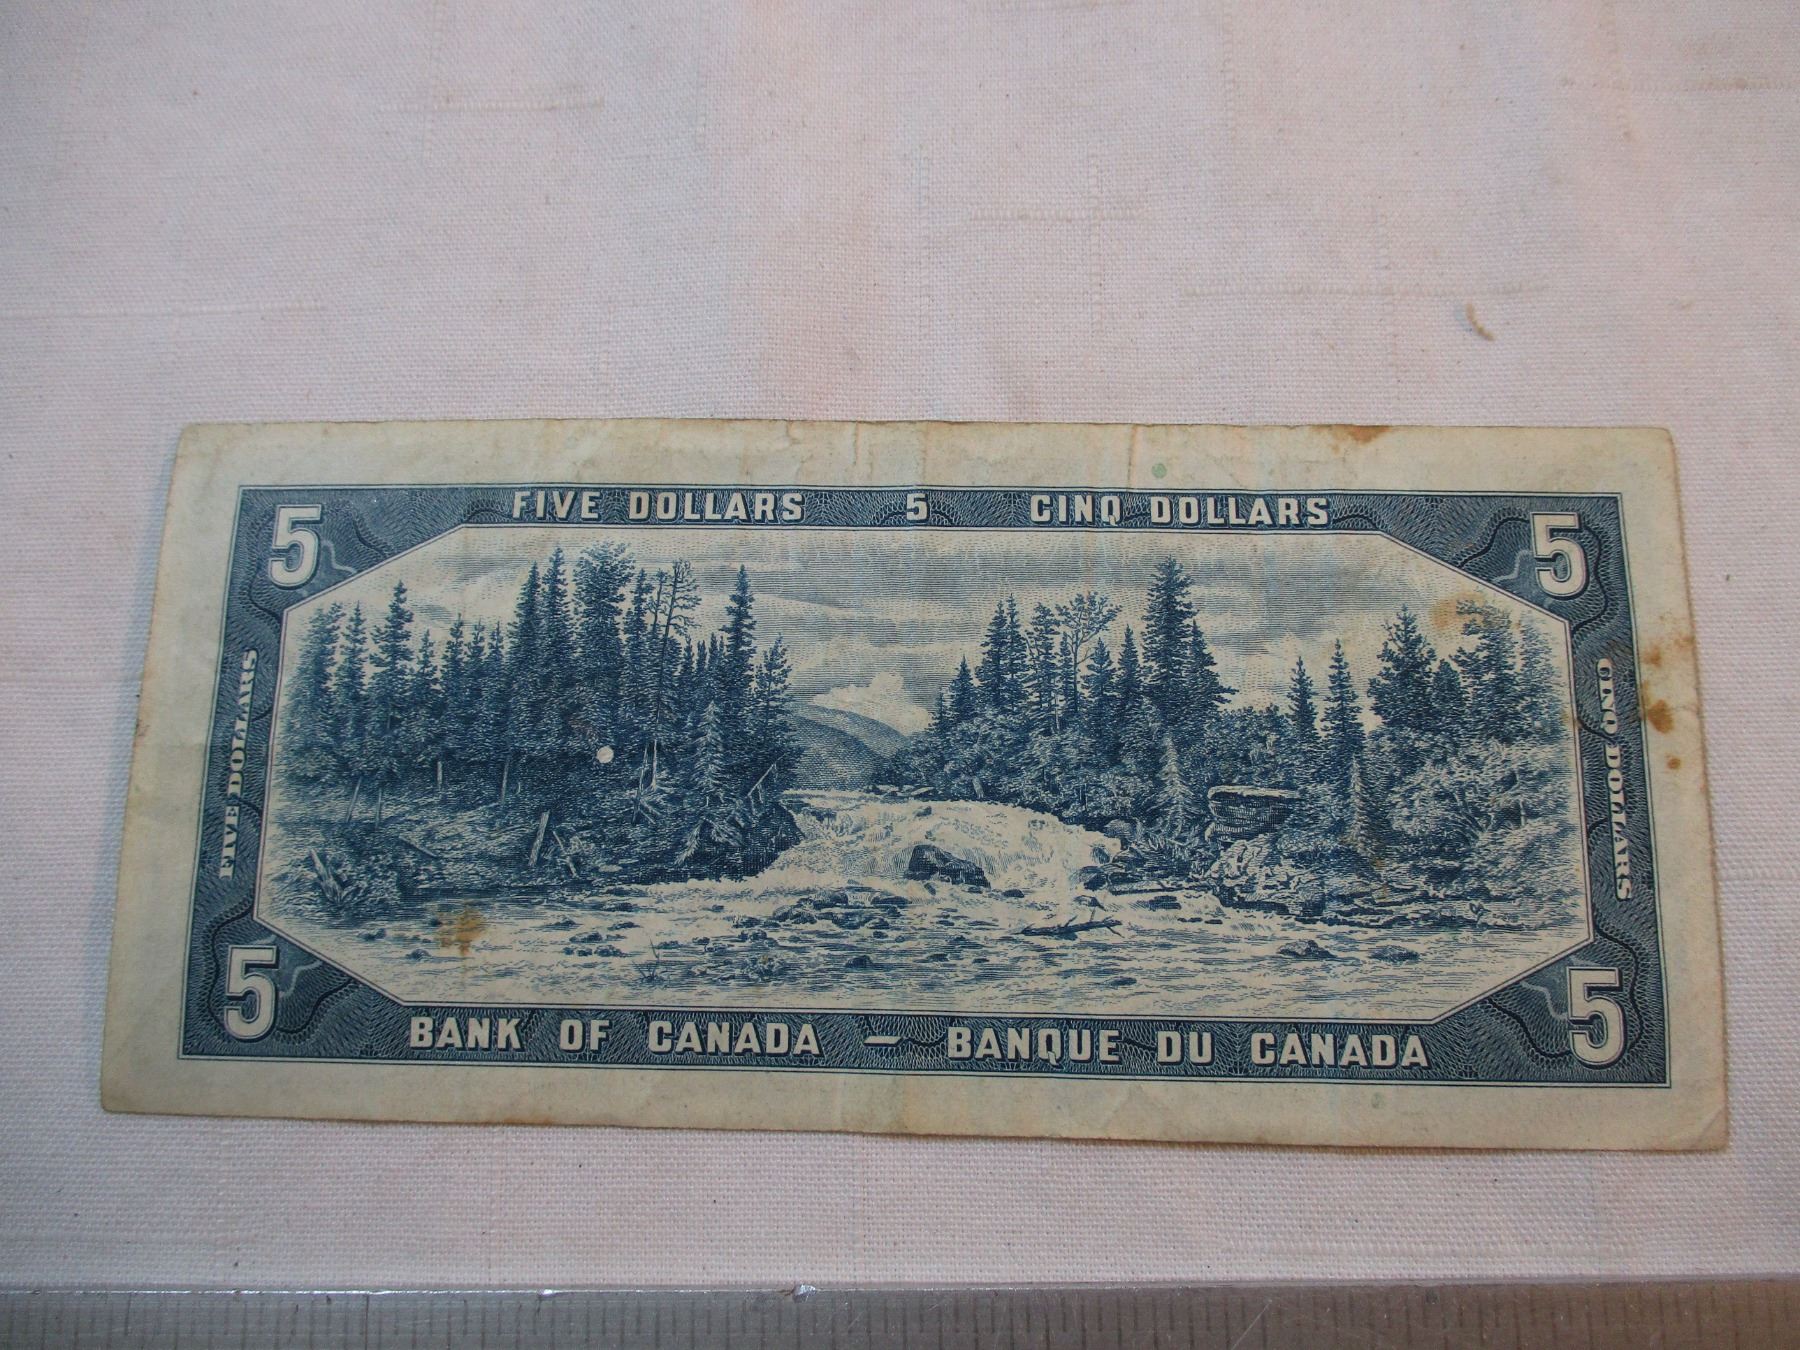 FIVE DOLLARS 5 CINQ DOLLARS
5 5
FIVE DOLLARS
CINQ DOLLARS
5 5
BANK OF CANADA – BANQUE DU CANADA